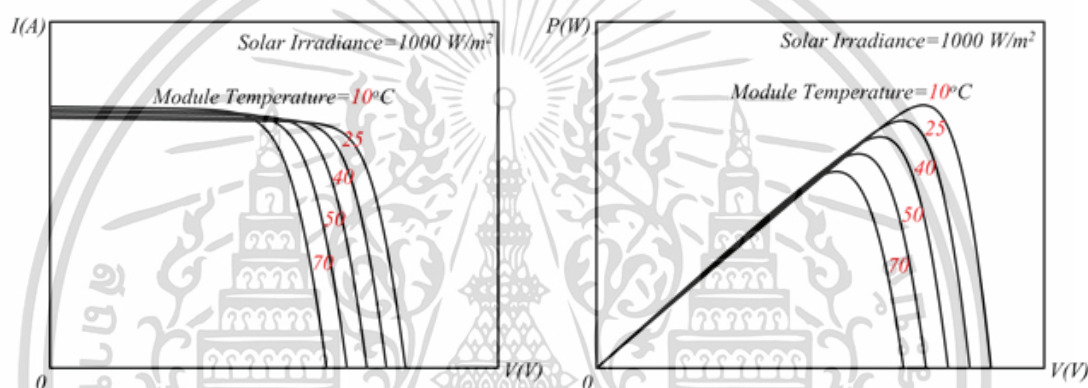 I(A)
Solar Irradiance=1000 W/m²
Module Temperature=10°C
25
40
50
70
0
V(V)
P(W)
Solar Irradiance=1000 W/m²
Module Temperature=10°C
25
40
50
70
0
V(V)